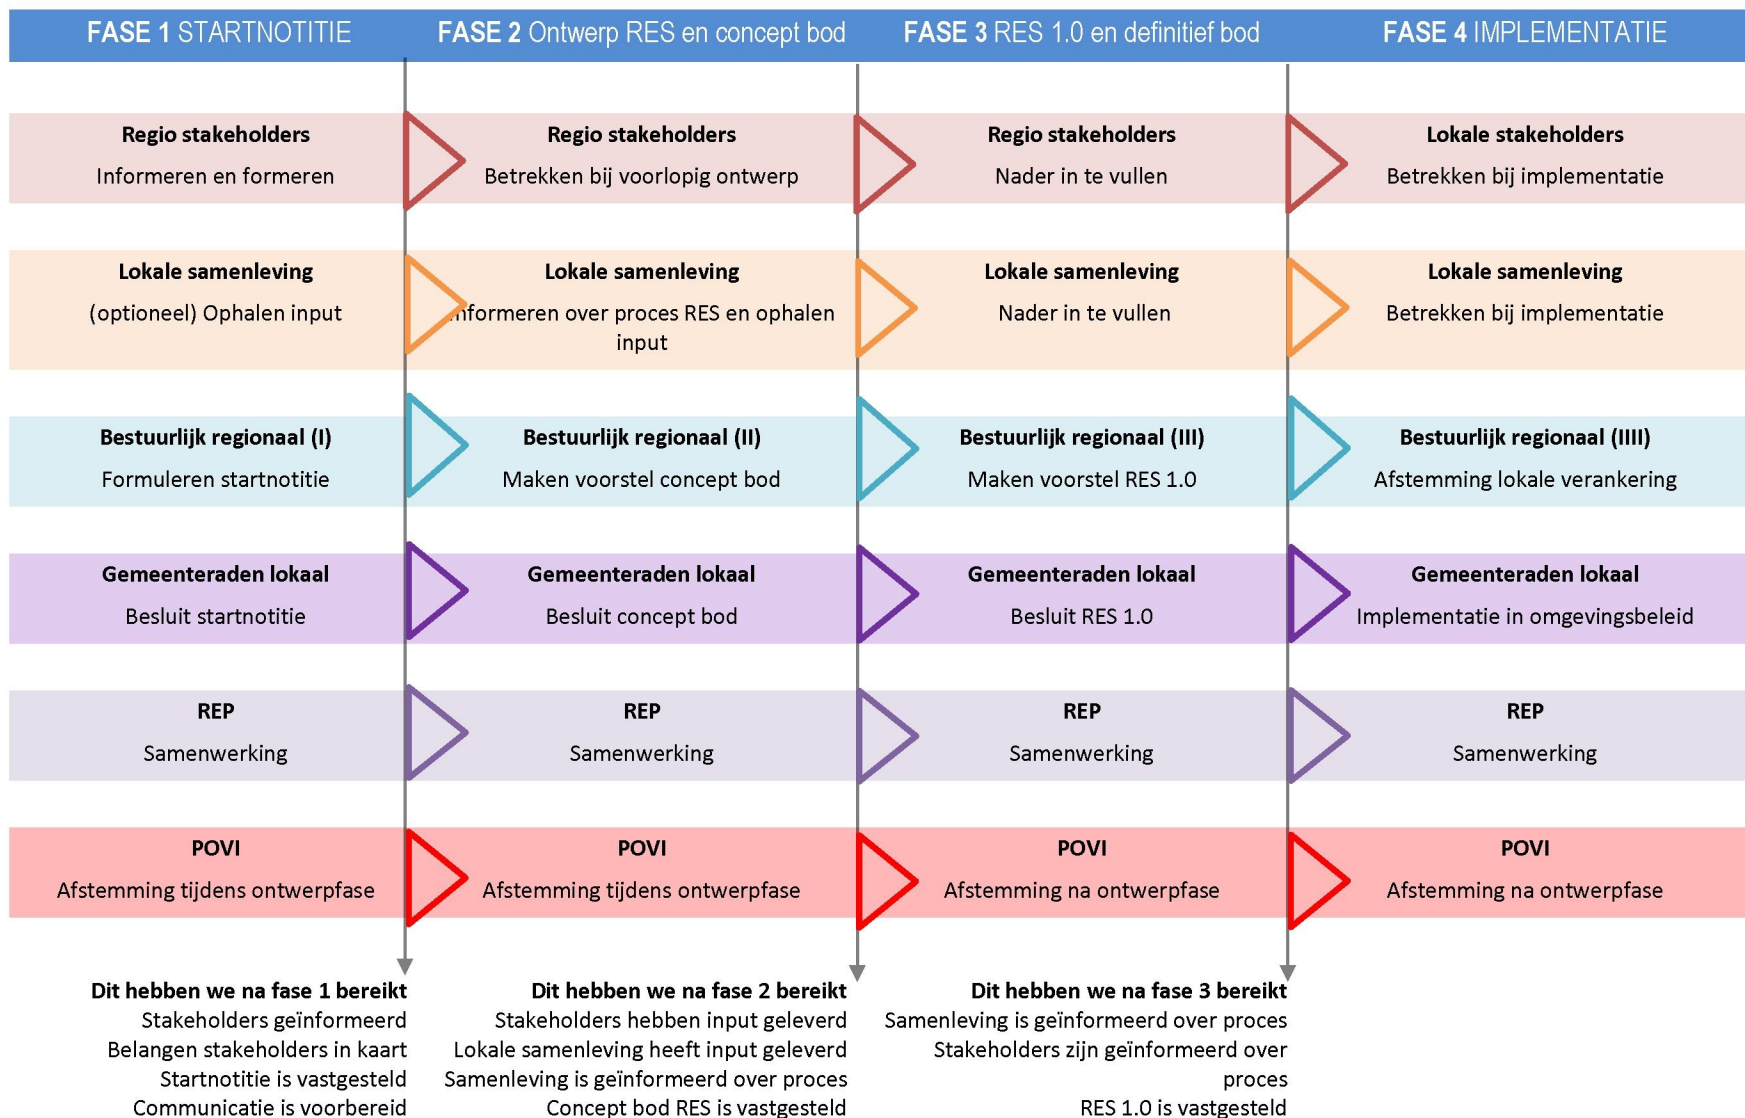 FASE 1 STARTNOTITIE
FASE 2 Ontwerp RES en concept bod
FASE 3 RES 1.0 en definitief bod
FASE 4 IMPLEMENTATIE
Regio stakeholders
Informeren en formeren
Regio stakeholders
Betrekken bij voorlopig ontwerp
Regio stakeholders
Nader in te vullen
Lokale stakeholders
Betrekken bij implementatie
Lokale samenleving
(optioneel) Ophalen input
Lokale samenleving
Informeren over proces RES en ophalen
input
Lokale samenleving
Nader in te vullen
Lokale samenleving
Betrekken bij implementatie
Bestuurlijk regionaal (I)
Formuleren startnotitie
Bestuurlijk regionaal (II)
Maken voorstel concept bod
Bestuurlijk regionaal (III)
Maken voorstel RES 1.0
Bestuurlijk regionaal (IIII)
Afstemming lokale verankering
Gemeenteraden lokaal
Besluit startnotitie
Gemeenteraden lokaal
Besluit concept bod
Gemeenteraden lokaal
Besluit RES 1.0
Gemeenteraden lokaal
Implementatie in omgevingsbeleid
REP
Samenwerking
REP
Samenwerking
REP
Samenwerking
REP
Samenwerking
POVI
Afstemming tijdens ontwerpfase
POVI
Afstemming tijdens ontwerpfase
POVI
Afstemming na ontwerpfase
POVI
Afstemming na ontwerpfase
Dit hebben we na fase 1 bereikt
Stakeholders geïnformeerd
Belangen stakeholders in kaart
Startnotitie is vastgesteld
Communicatie is voorbereid
Dit hebben we na fase 2 bereikt
Stakeholders hebben input geleverd
Lokale samenleving heeft input geleverd
Samenleving is geïnformeerd over proces
Concept bod RES is vastgesteld
Dit hebben we na fase 3 bereikt
Samenleving is geïnformeerd over proces
Stakeholders zijn geïnformeerd over
proces
RES 1.0 is vastgesteld